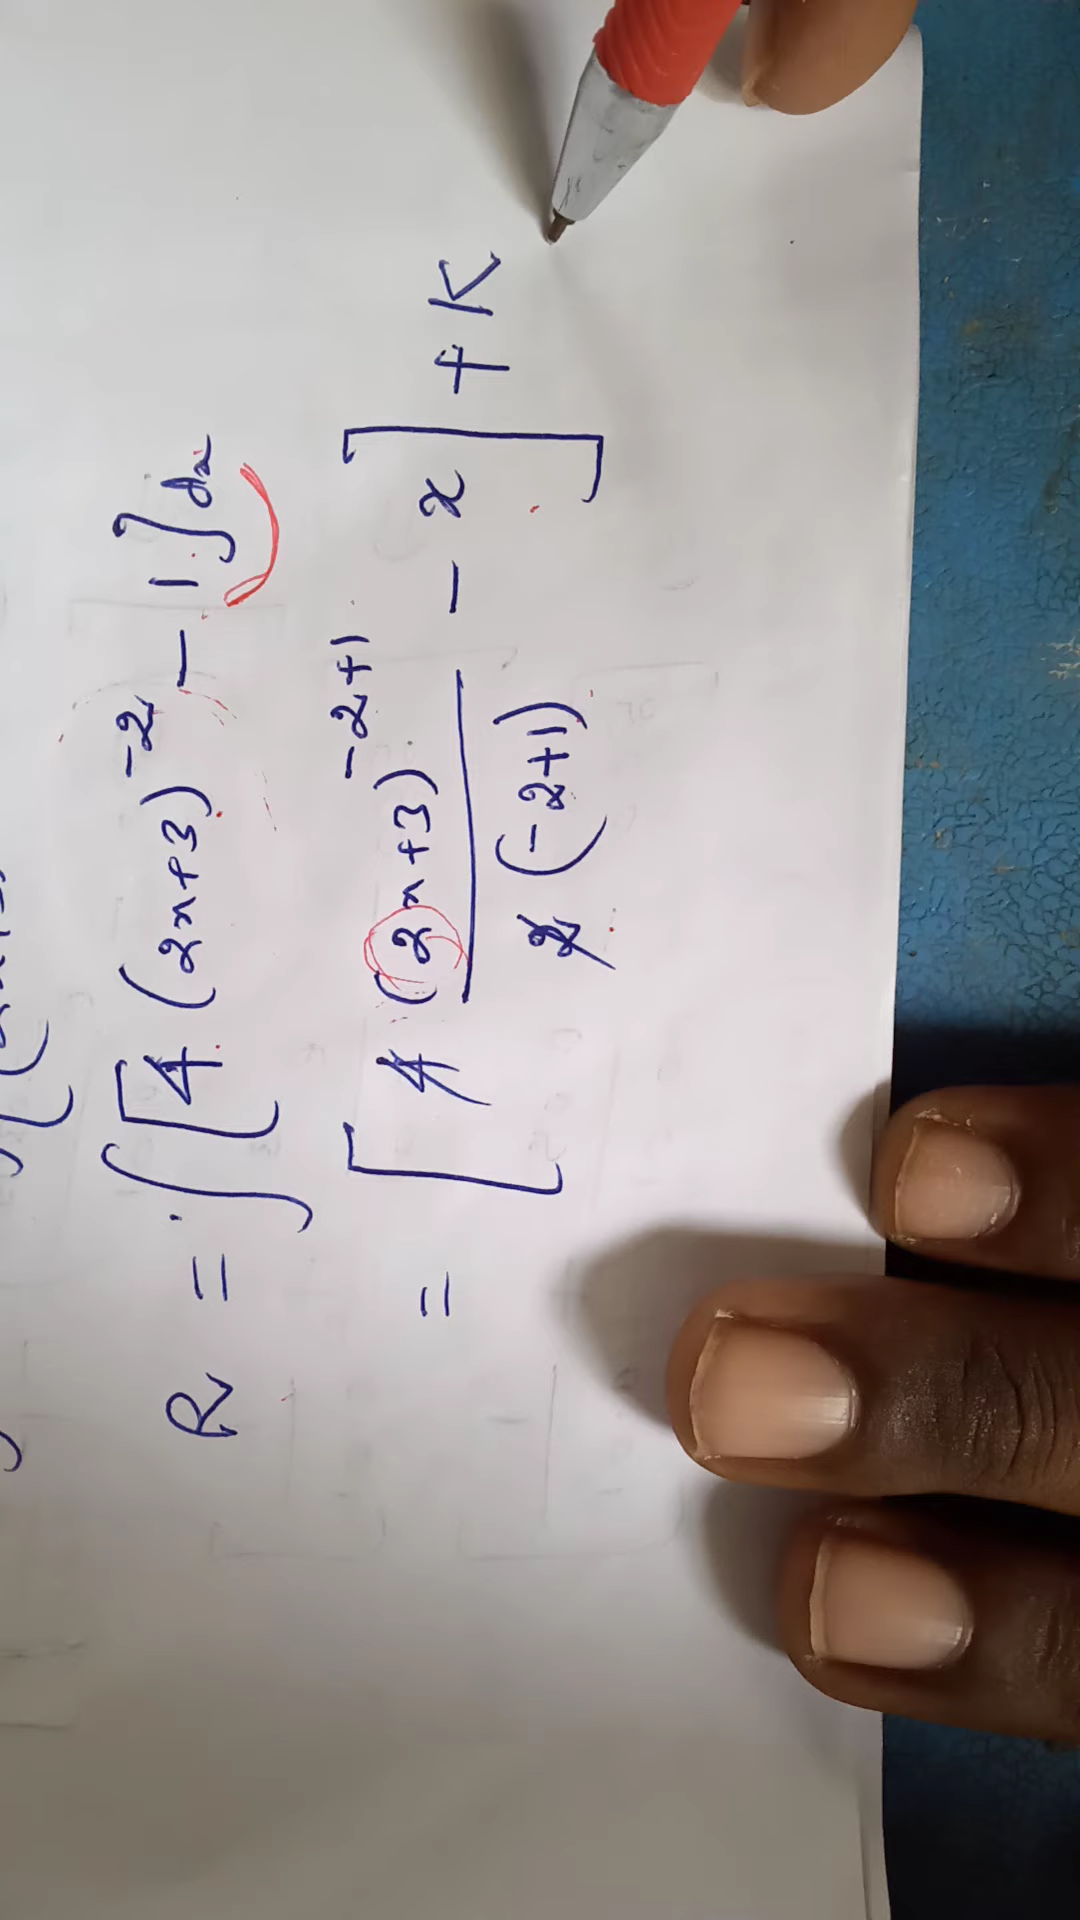 R = ∫[4(2x+3)⁻² - 1]dx
= [4(2x+3)⁻²⁺¹ / 2(-2+1) - x] + K